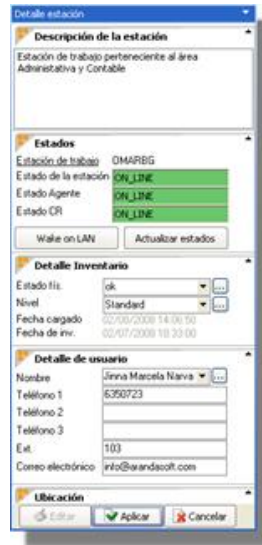 Detalle estación
Descripción de la estación
Estación de trabajo perteneciente al área
Administativa y Contable
Estados
Estación de trabajo OMARBG
Estado de la estación ON_LINE
Estado Agente ON_LINE
Estado CR ON_LINE
Wake on LAN Actualizar estados
Detalle Inventario
Estado fís. ok
Nivel Standard
Fecha cargado 02/08/2008 14:06:50
Fecha de inv. 02/07/2008 18:33:00
Detalle de usuario
Nombre Jinna Marcela Narva
Teléfono 1 6350723
Teléfono 2
Teléfono 3
Ext. 103
Correo electrónico info@arandasoft.com
Ubicación
Editar Aplicar Cancelar